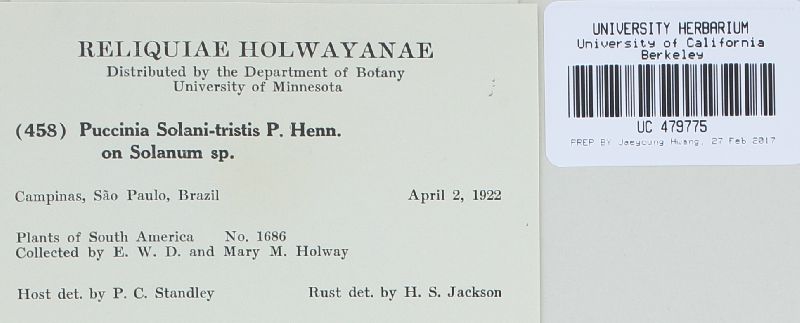 RELIQUIAE HOLWAYANAE
Distributed by the Department of Botany
University of Minnesota
(458) Puccinia Solani-tristis P. Henn.
on Solanum sp.
Campinas, São Paulo, Brazil April 2, 1922
Plants of South America No. 1686
Collected by E. W. D. and Mary M. Holway
Host det. by P. C. Standley Rust det. by H. S. Jackson
UNIVERSITY HERBARIUM
University of California
Berkeley
UC 479775
PREP BY Jaeyoung Hwang, 27 Feb 2017